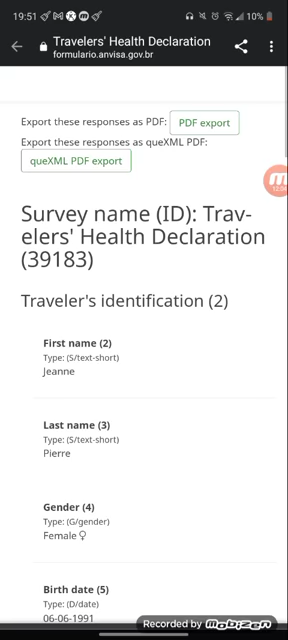 19:51
10%
Travelers' Health Declaration
formulario.anvisa.gov.br
Export these responses as PDF: PDF export
Export these responses as queXML PDF:
queXML PDF export
12:04
Survey name (ID): Trav-
elers' Health Declaration
(39183)
Traveler's identification (2)
First name (2)
Type: (S/text-short)
Jeanne
Last name (3)
Type: (S/text-short)
Pierre
Gender (4)
Type: (G/gender)
Female ♀
Birth date (5)
Type: (D/date)
06-06-1991
Recorded by mobizen